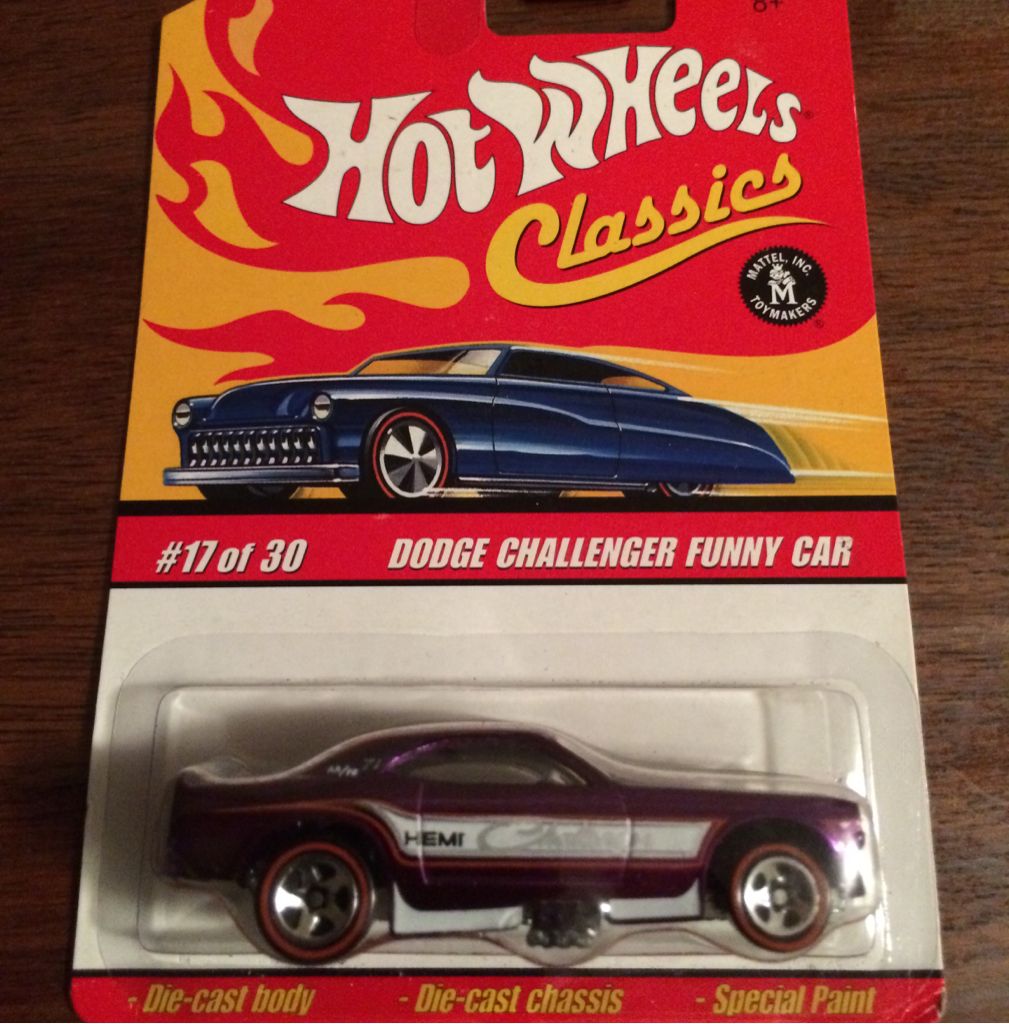 8+
HOT WHEELS®
Classics
MATTEL, INC.
M
TOYMAKERS
®
#17 of 30
DODGE CHALLENGER FUNNY CAR
HEMI
- Die-cast body
- Die-cast chassis
- Special Paint